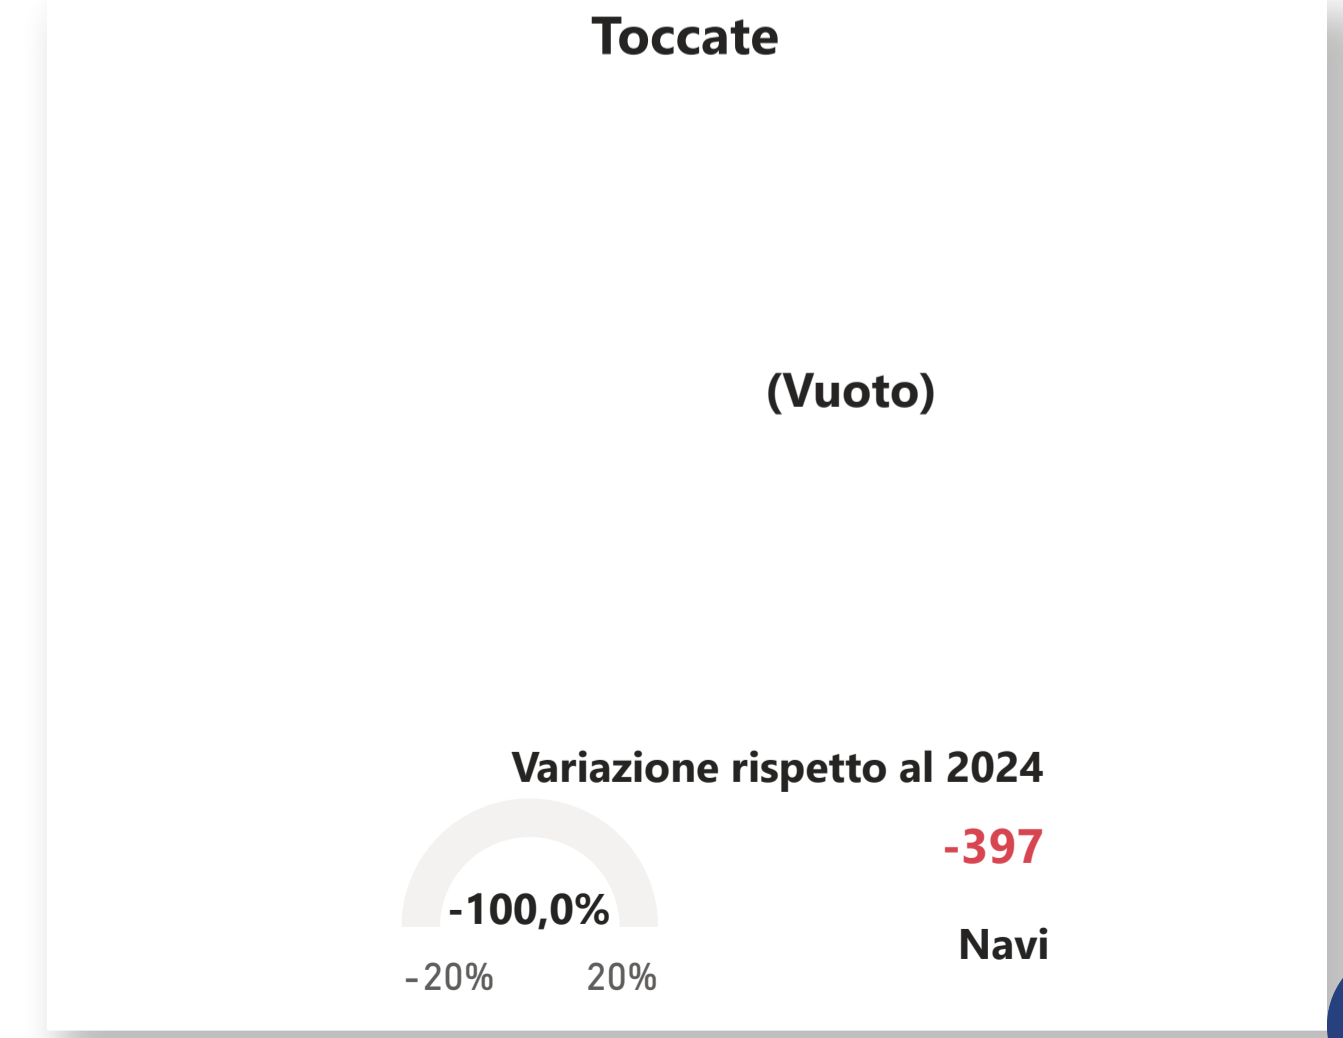 Toccate
(Vuoto)
Variazione rispetto al 2024
-397
-100,0%
Navi
-20% 20%